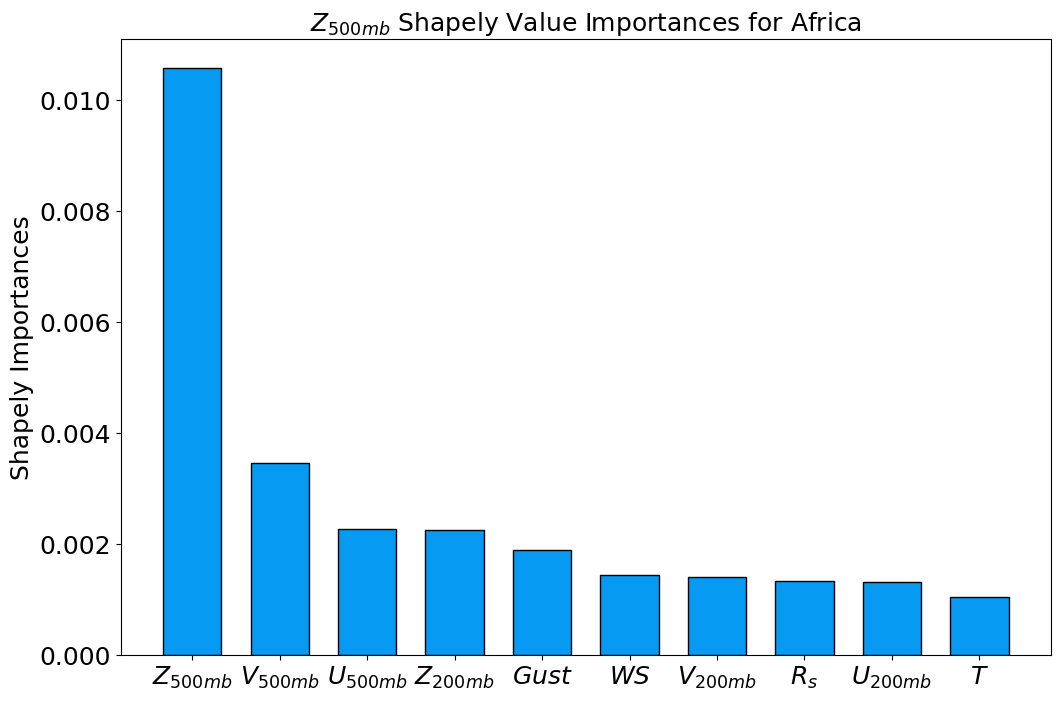 Z500mb Shapely Value Importances for Africa
Shapely Importances
0.010
0.008
0.006
0.004
0.002
0.000
Z500mb V500mb U500mb Z200mb Gust WS V200mb Rs U200mb T